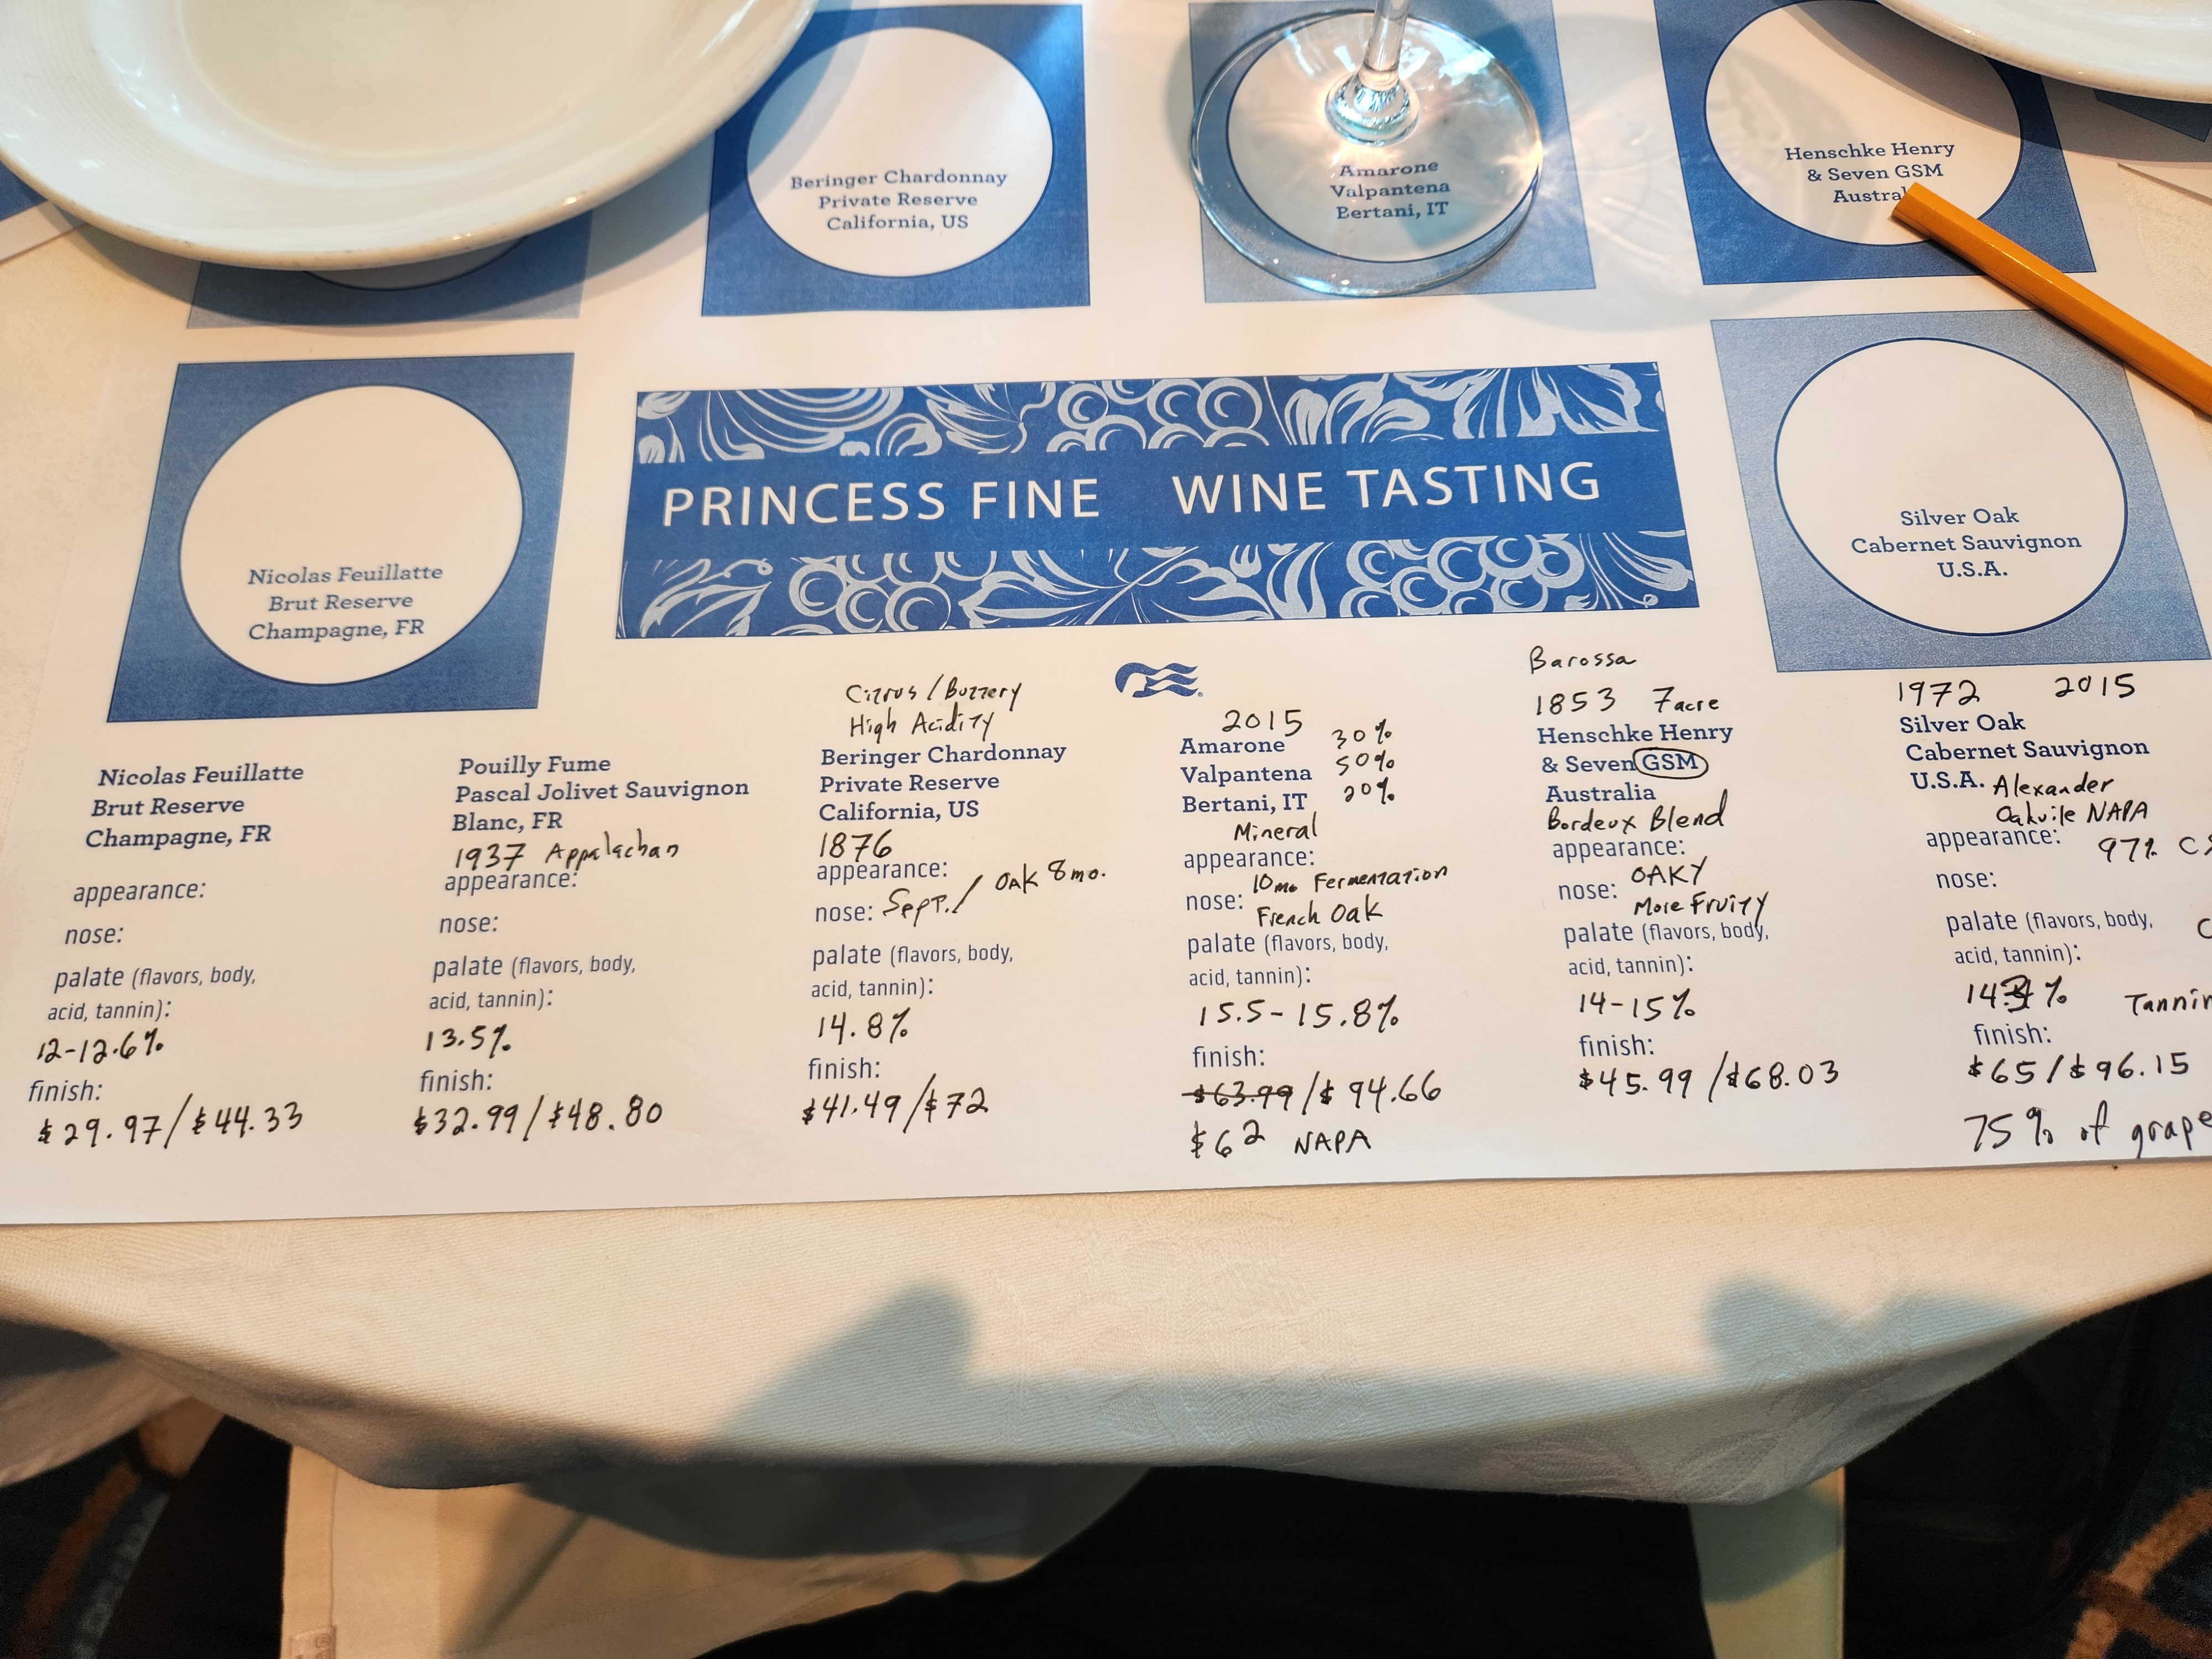 Beringer Chardonnay
Private Reserve
California, US
Amarone
Valpantena
Bertani, IT
Henschke Henry
& Seven GSM
Nicolas Feuillatte
Brut Reserve
Champagne, FR
PRINCESS FINE WINE TASTING
Silver Oak
Cabernet Sauvignon
U.S.A.
Nicolas Feuillatte
Brut Reserve
Champagne, FR
appearance:
nose:
palate (flavors, body,
acid, tannin):
12-12.6%
finish:
$29.97/$44.33
Pouilly Fume
Pascal Jolivet Sauvignon
Blanc, FR
1937 Appalachan
appearance:
nose:
palate (flavors, body,
acid, tannin):
13.5%
finish:
$32.99/$48.80
Citrus/Buttery
High Acidity
Beringer Chardonnay
Private Reserve
California, US
1876
appearance:
nose: Sept./ OAK 8mo.
palate (flavors, body,
acid, tannin):
14.8%
finish:
$41.49/$72
2015
Amarone 30%
Valpantena 50%
Bertani, IT 20%
Mineral
appearance:
10mo Fermentation
nose: French Oak
palate (flavors, body,
acid, tannin):
15.5-15.8%
finish:
$63.99/$94.66
$62 NAPA
Barossa
1853 7acre
Henschke Henry
& Seven GSM
Australia
Bordeux Blend
appearance:
nose: OAKY
More Fruity
palate (flavors, body,
acid, tannin):
14-15%
finish:
$45.99/$68.03
1972 2015
Silver Oak
Cabernet Sauvignon
U.S.A. Alexander
Oakvile NAPA
appearance: 97%
nose:
palate (flavors, body,
acid, tannin):
finish:
$65/$96.15
75% of grape